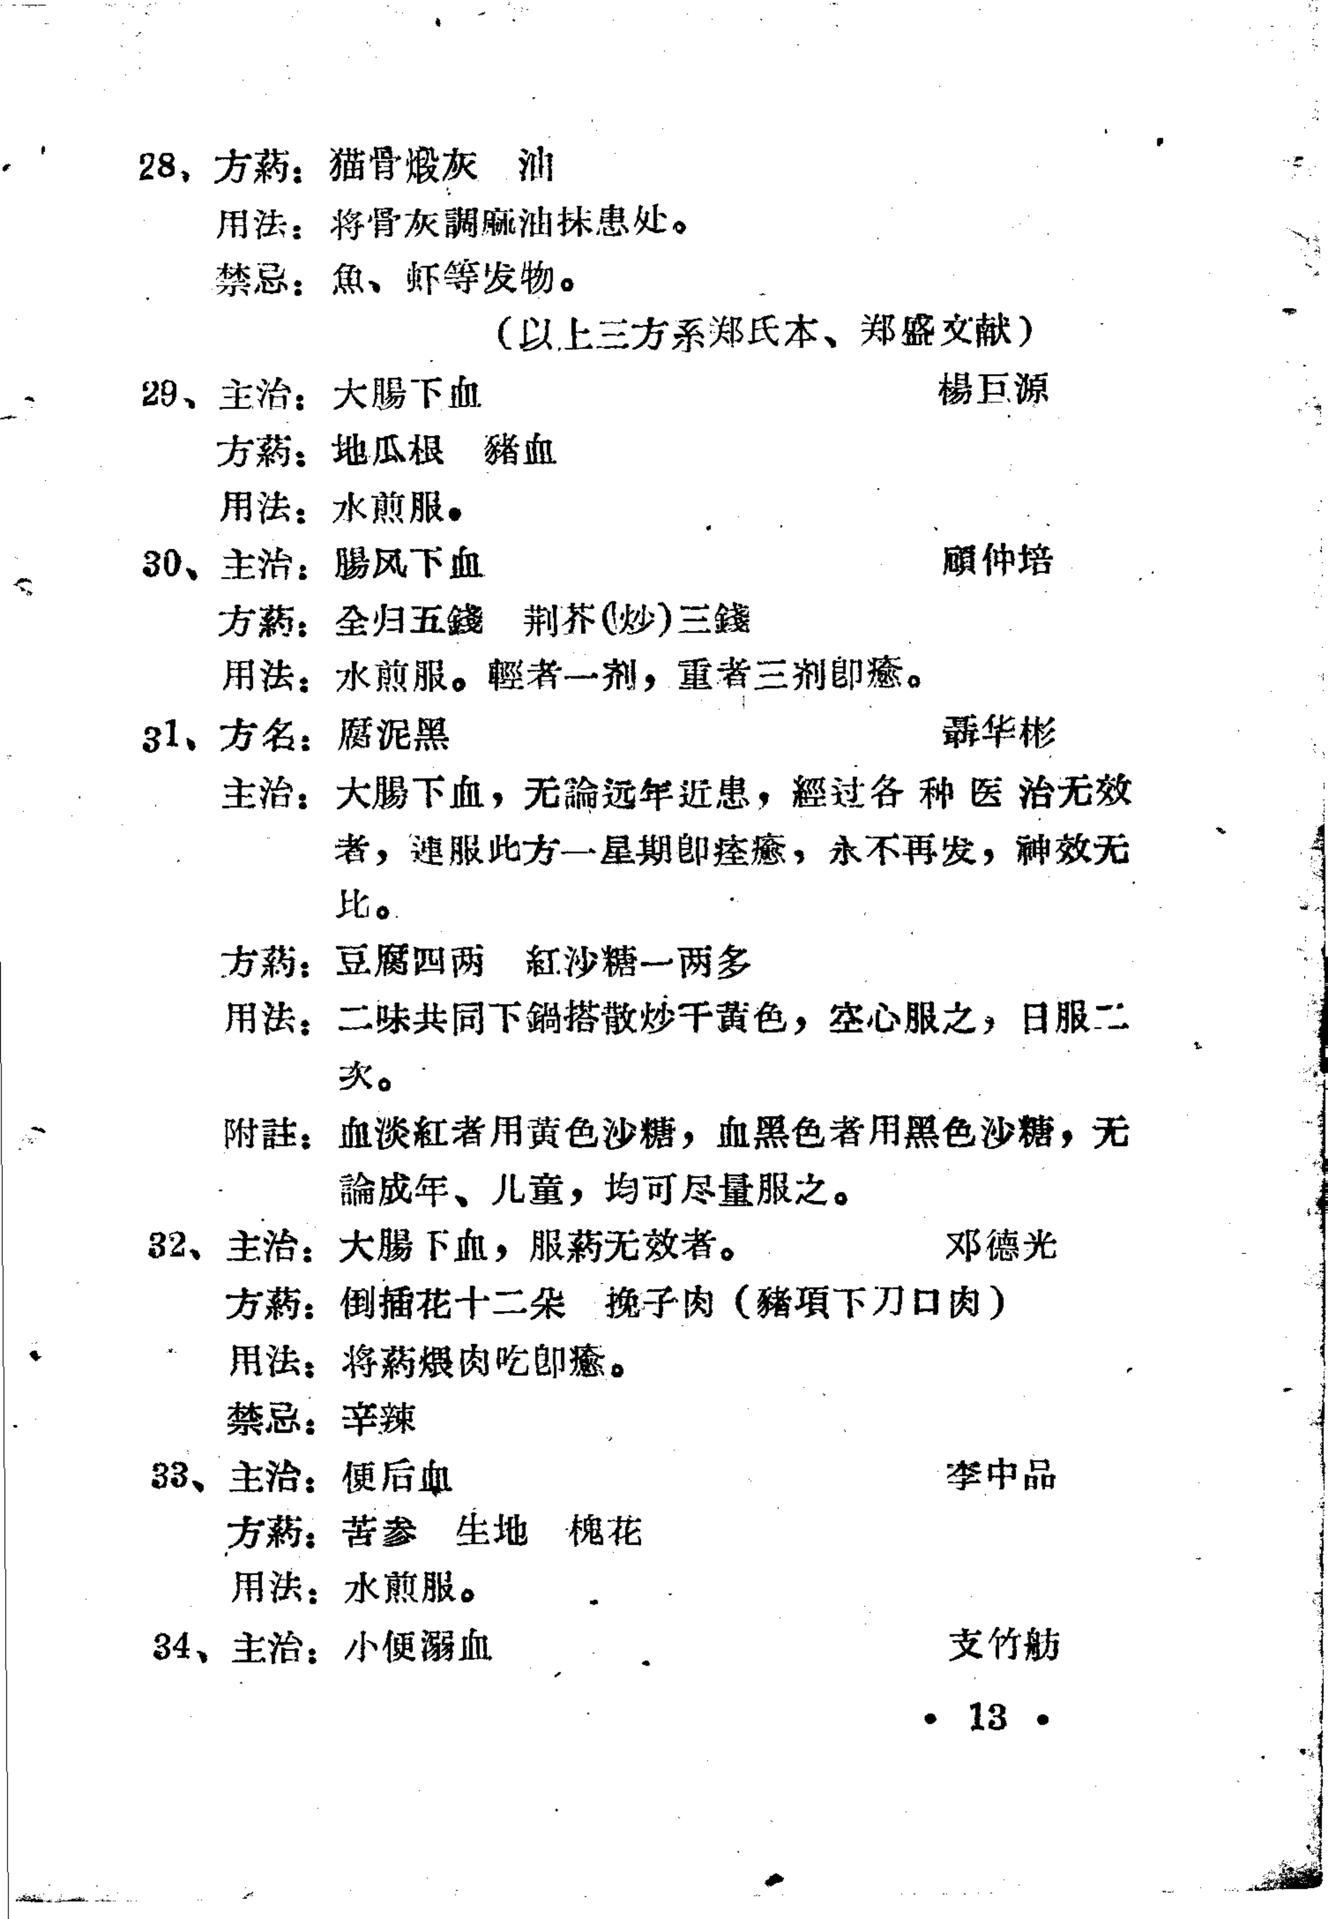 28、方葯：猫骨煅灰　油
用法：将骨灰調麻油抹患处。
禁忌：魚、虾等发物。
（以上三方系郑氏本、郑盛文献）
29、主治：大腸下血　楊巨源
方葯：地瓜根　豬血
用法：水煎服。
30、主治：腸风下血　顧仲培
方葯：全归五錢　荆芥(炒)三錢
用法：水煎服。輕者一剂，重者三剂卽癒。
31、方名：腐泥黑　聶华彬
主治：大腸下血，无論远年近患，經过各种医治无效
者，連服此方一星期卽痊癒，永不再发，神效无
比。
方葯：豆腐四两　紅沙糖一两多
用法：二味共同下鍋搭散炒干黄色，空心服之，日服二
次。
附註：血淡紅者用黄色沙糖，血黑色者用黑色沙糖，无
論成年、儿童，均可尽量服之。
32、主治：大腸下血，服葯无效者。　邓德光
方葯：倒插花十二朵　挽子肉（豬項下刀口肉）
用法：将葯煨肉吃卽癒。
禁忌：辛辣
33、主治：便后血　李中品
方葯：苦参　生地　槐花
用法：水煎服。
34、主治：小便溺血　支竹舫
• 13 •